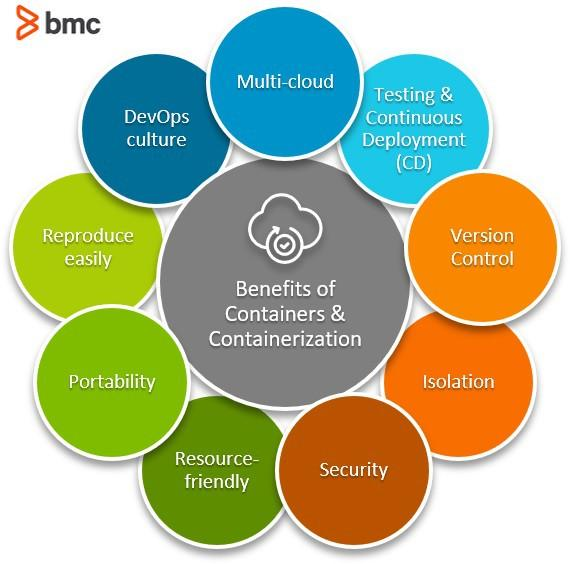 bmc
Multi-cloud
Testing &
Continuous
Deployment
(CD)
Version
Control
Isolation
Security
Resource-
friendly
Portability
Reproduce
easily
DevOps
culture
Benefits of
Containers &
Containerization